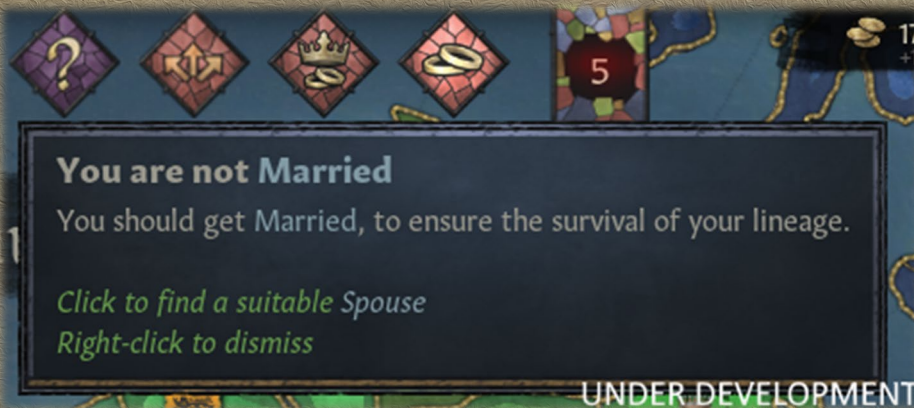 ?
5
17
+
You are not Married
You should get Married, to ensure the survival of your lineage.
Click to find a suitable Spouse
Right-click to dismiss
UNDER DEVELOPMENT